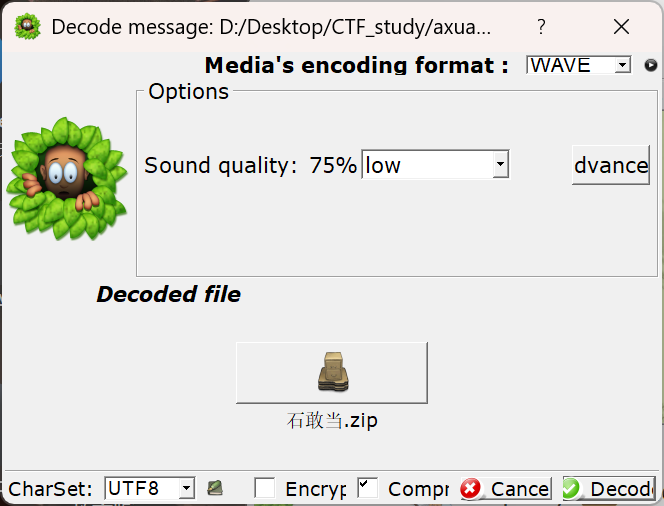 Decode message: D:/Desktop/CTF_study/axua... ?
Media's encoding format : WAVE
Options
Sound quality: 75% low dvance
Decoded file
石敢当.zip
CharSet: UTF8 Encryp Compr Cance Decod